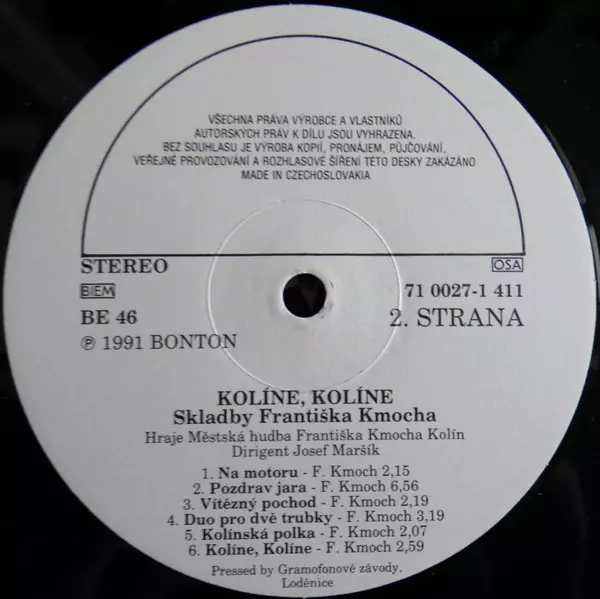 VŠECHNA PRÁVA VÝROBCE A VLASTNÍKŮ
AUTORSKÝCH PRÁV K DÍLU JSOU VYHRAZENA.
BEZ SOUHLASU JE VÝROBA KOPIÍ, PRONÁJEM, PŮJČOVÁNÍ,
VEŘEJNÉ PROVOZOVÁNÍ A ROZHLASOVÉ ŠÍŘENÍ TÉTO DESKY ZAKÁZÁNO
MADE IN CZECHOSLOVAKIA
STEREO OSA
BIEM 71 0027-1 411
BE 46 2. STRANA
℗ 1991 BONTON
KOLÍNE, KOLÍNE
Skladby Františka Kmocha
Hraje Městská hudba Františka Kmocha Kolín
Dirigent Josef Maršík
1. Na motoru - F. Kmoch 2,15
2. Pozdrav jara - F. Kmoch 6,56
3. Vítězný pochod - F. Kmoch 2,19
4. Duo pro dvě trubky - F. Kmoch 3,19
5. Kolínská polka - F. Kmoch 2,07
6. Kolíne, Kolíne - F. Kmoch 2,59
Pressed by Gramofonové závody,
Loděnice